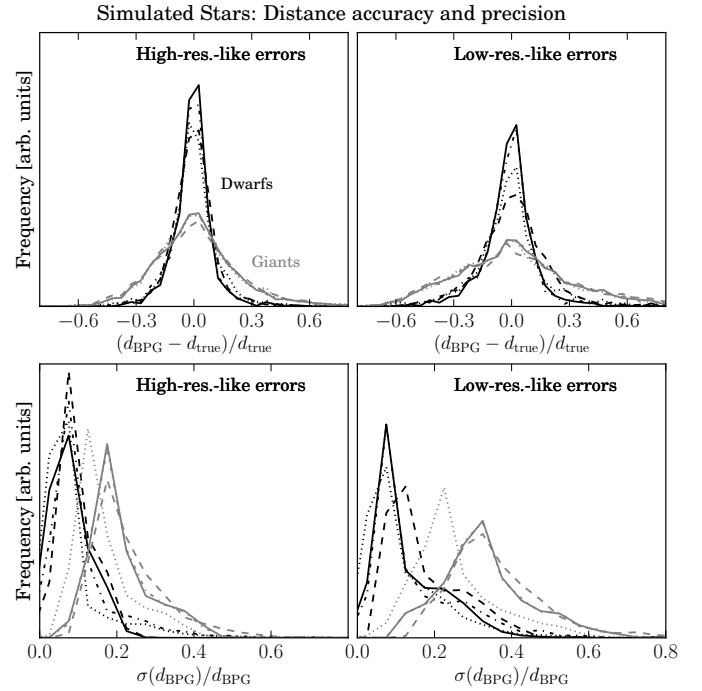 Simulated Stars: Distance accuracy and precision
High-res.-like errors
Low-res.-like errors
Frequency [arb. units]
Dwarfs
Giants
−0.6 −0.3 0.0 0.3 0.6
−0.6 −0.3 0.0 0.3 0.6
(d_BPG − d_true)/d_true
(d_BPG − d_true)/d_true
High-res.-like errors
Low-res.-like errors
Frequency [arb. units]
0.0 0.2 0.4 0.6
0.0 0.2 0.4 0.6 0.8
σ(d_BPG)/d_BPG
σ(d_BPG)/d_BPG